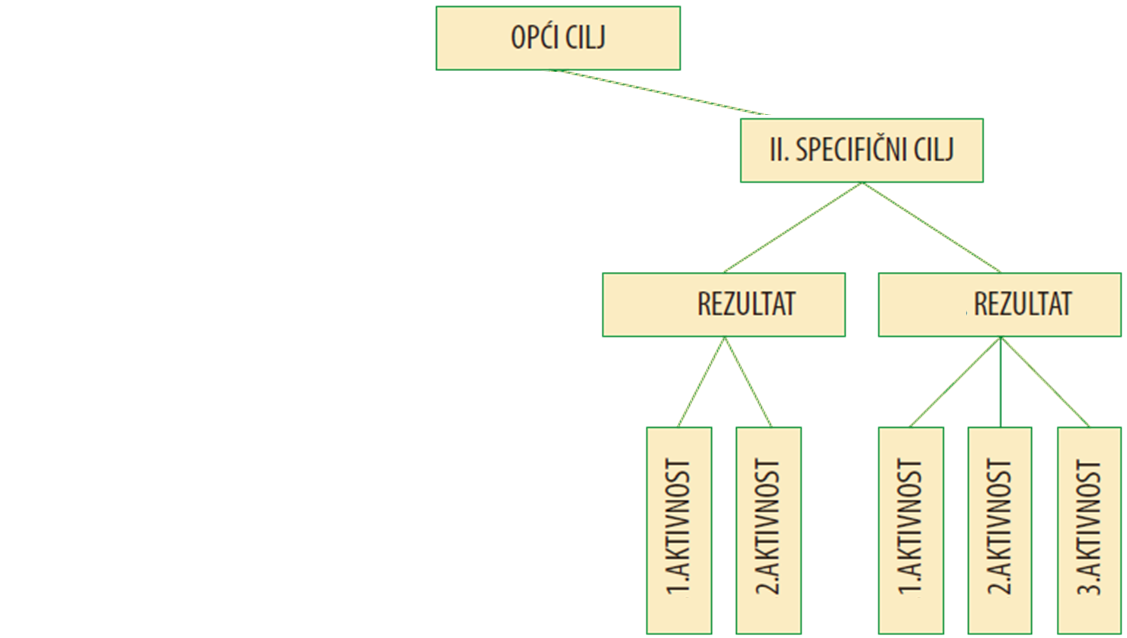 OPĆI CILJ
II. SPECIFIČNI CILJ
REZULTAT
. REZULTAT
1.AKTIVNOST
2.AKTIVNOST
1.AKTIVNOST
2.AKTIVNOST
3.AKTIVNOST